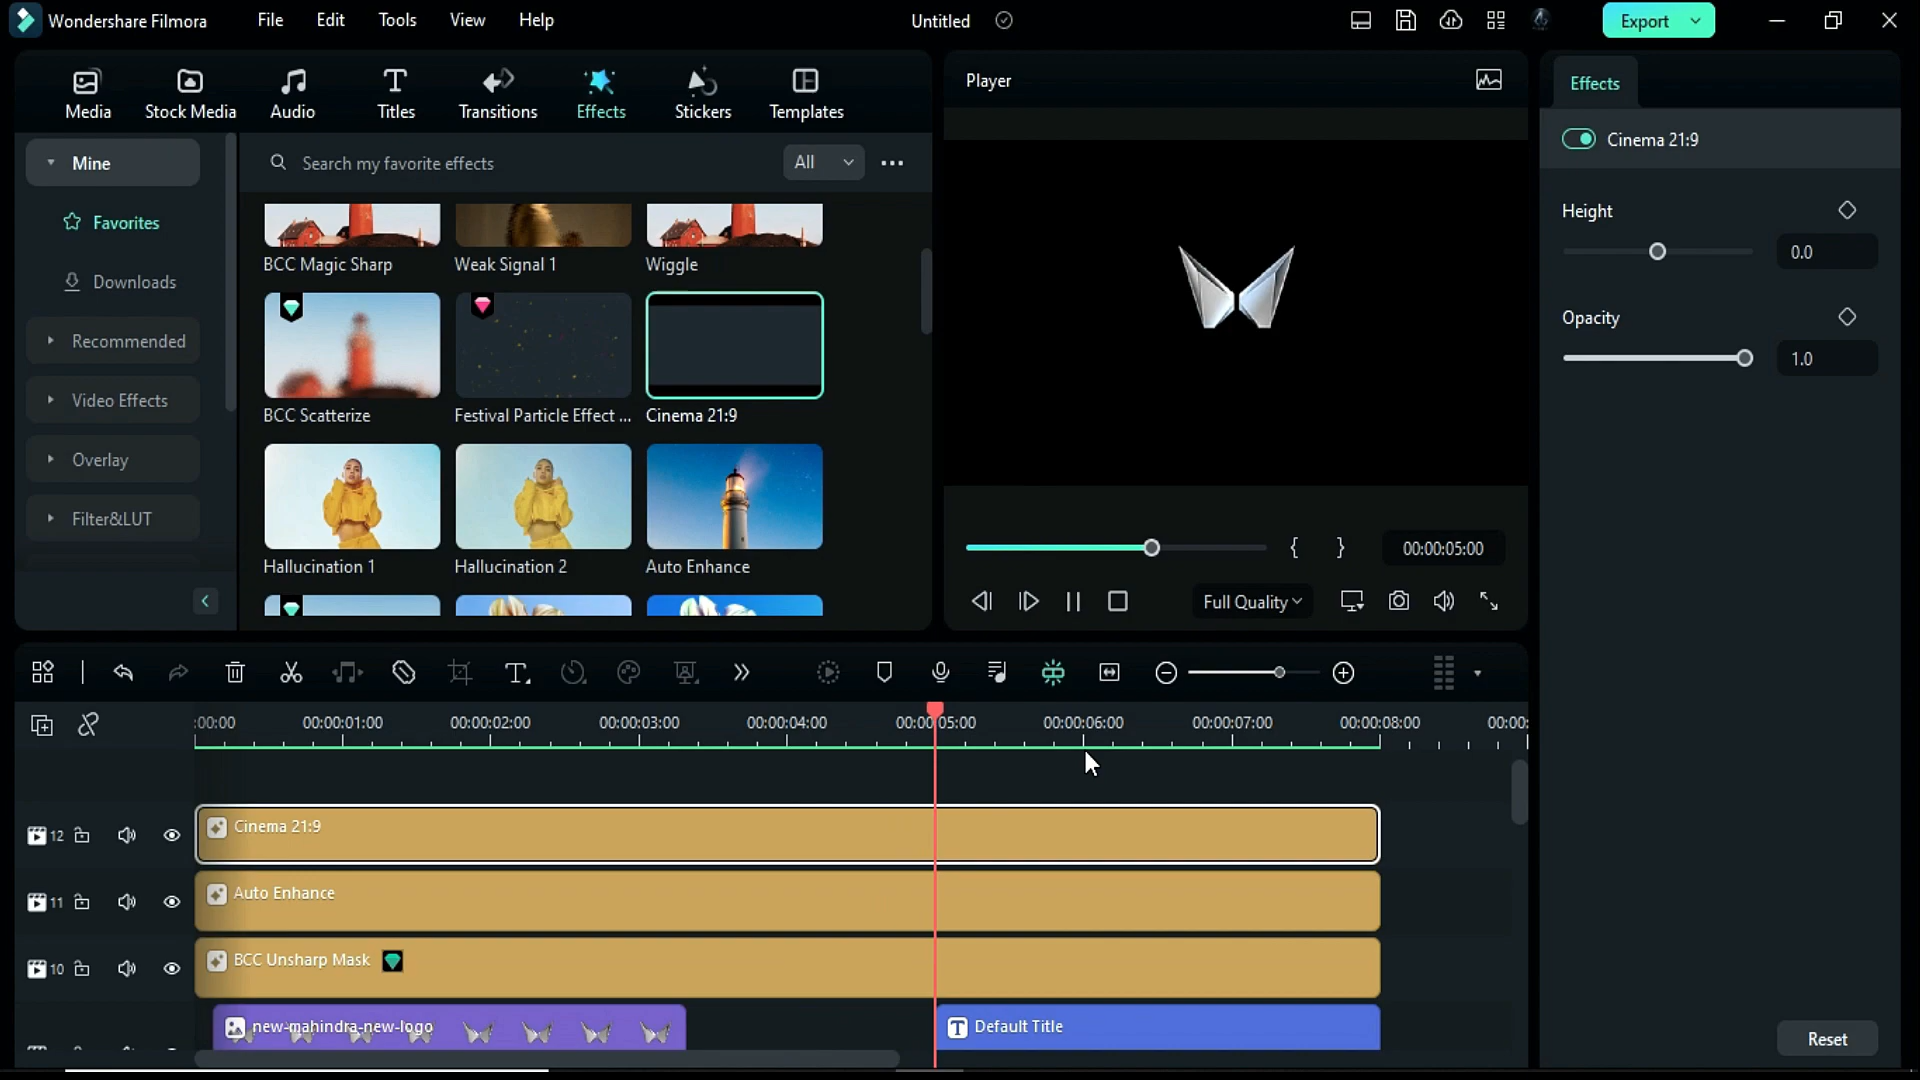 Wondershare Filmora
File
Edit
Tools
View
Help
Untitled
Export
Media
Stock Media
Audio
Titles
Transitions
Effects
Stickers
Templates
Player
Effects
Mine
Search my favorite effects
All
Cinema 21:9
Favorites
Downloads
Recommended
Video Effects
Overlay
Filter&LUT
BCC Magic Sharp
Weak Signal 1
Wiggle
BCC Scatterize
Festival Particle Effect ...
Cinema 21:9
Hallucination 1
Hallucination 2
Auto Enhance
Height
0.0
Opacity
1.0
00:00:05:00
Full Quality
:00:00
00:00:01:00
00:00:02:00
00:00:03:00
00:00:04:00
00:00:05:00
00:00:06:00
00:00:07:00
00:00:08:00
00:00:
12
Cinema 21:9
11
Auto Enhance
10
BCC Unsharp Mask
new-mahindra-new-logo
T Default Title
Reset